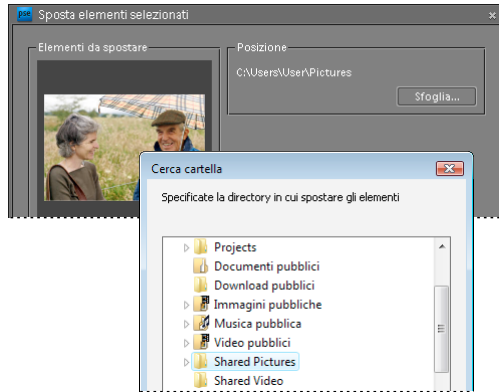 pse Sposta elementi selezionati
Elementi da spostare
Posizione
C:\Users\User\Pictures
Sfoglia...
Cerca cartella
Specificate la directory in cui spostare gli elementi
Projects
Documenti pubblici
Download pubblici
Immagini pubbliche
Musica pubblica
Video pubblici
Shared Pictures
Shared Video